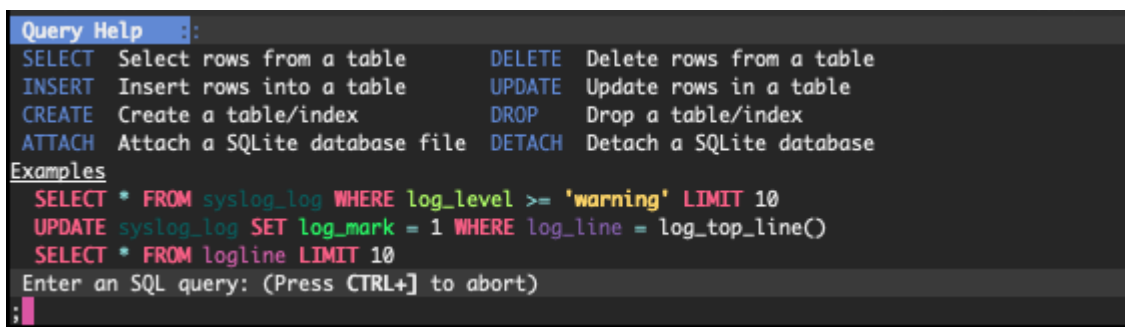 Query Help ::
SELECT Select rows from a table DELETE Delete rows from a table
INSERT Insert rows into a table UPDATE Update rows in a table
CREATE Create a table/index DROP Drop a table/index
ATTACH Attach a SQLite database file DETACH Detach a SQLite database
Examples
SELECT * FROM syslog_log WHERE log_level >= 'warning' LIMIT 10
UPDATE syslog_log SET log_mark = 1 WHERE log_line = log_top_line()
SELECT * FROM logline LIMIT 10
Enter an SQL query: (Press CTRL+] to abort)
;